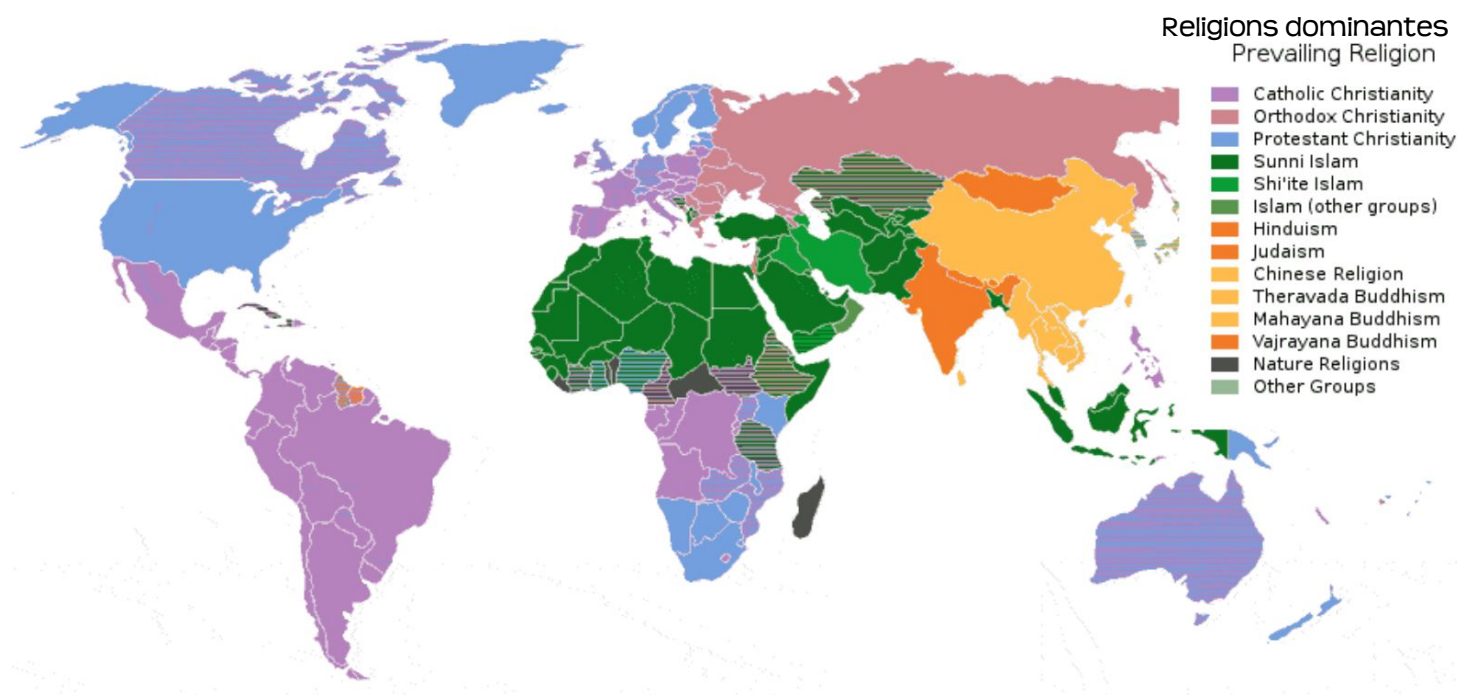 Religions dominantes
Prevailing Religion
Catholic Christianity
Orthodox Christianity
Protestant Christianity
Sunni Islam
Shi'ite Islam
Islam (other groups)
Hinduism
Judaism
Chinese Religion
Theravada Buddhism
Mahayana Buddhism
Vajrayana Buddhism
Nature Religions
Other Groups